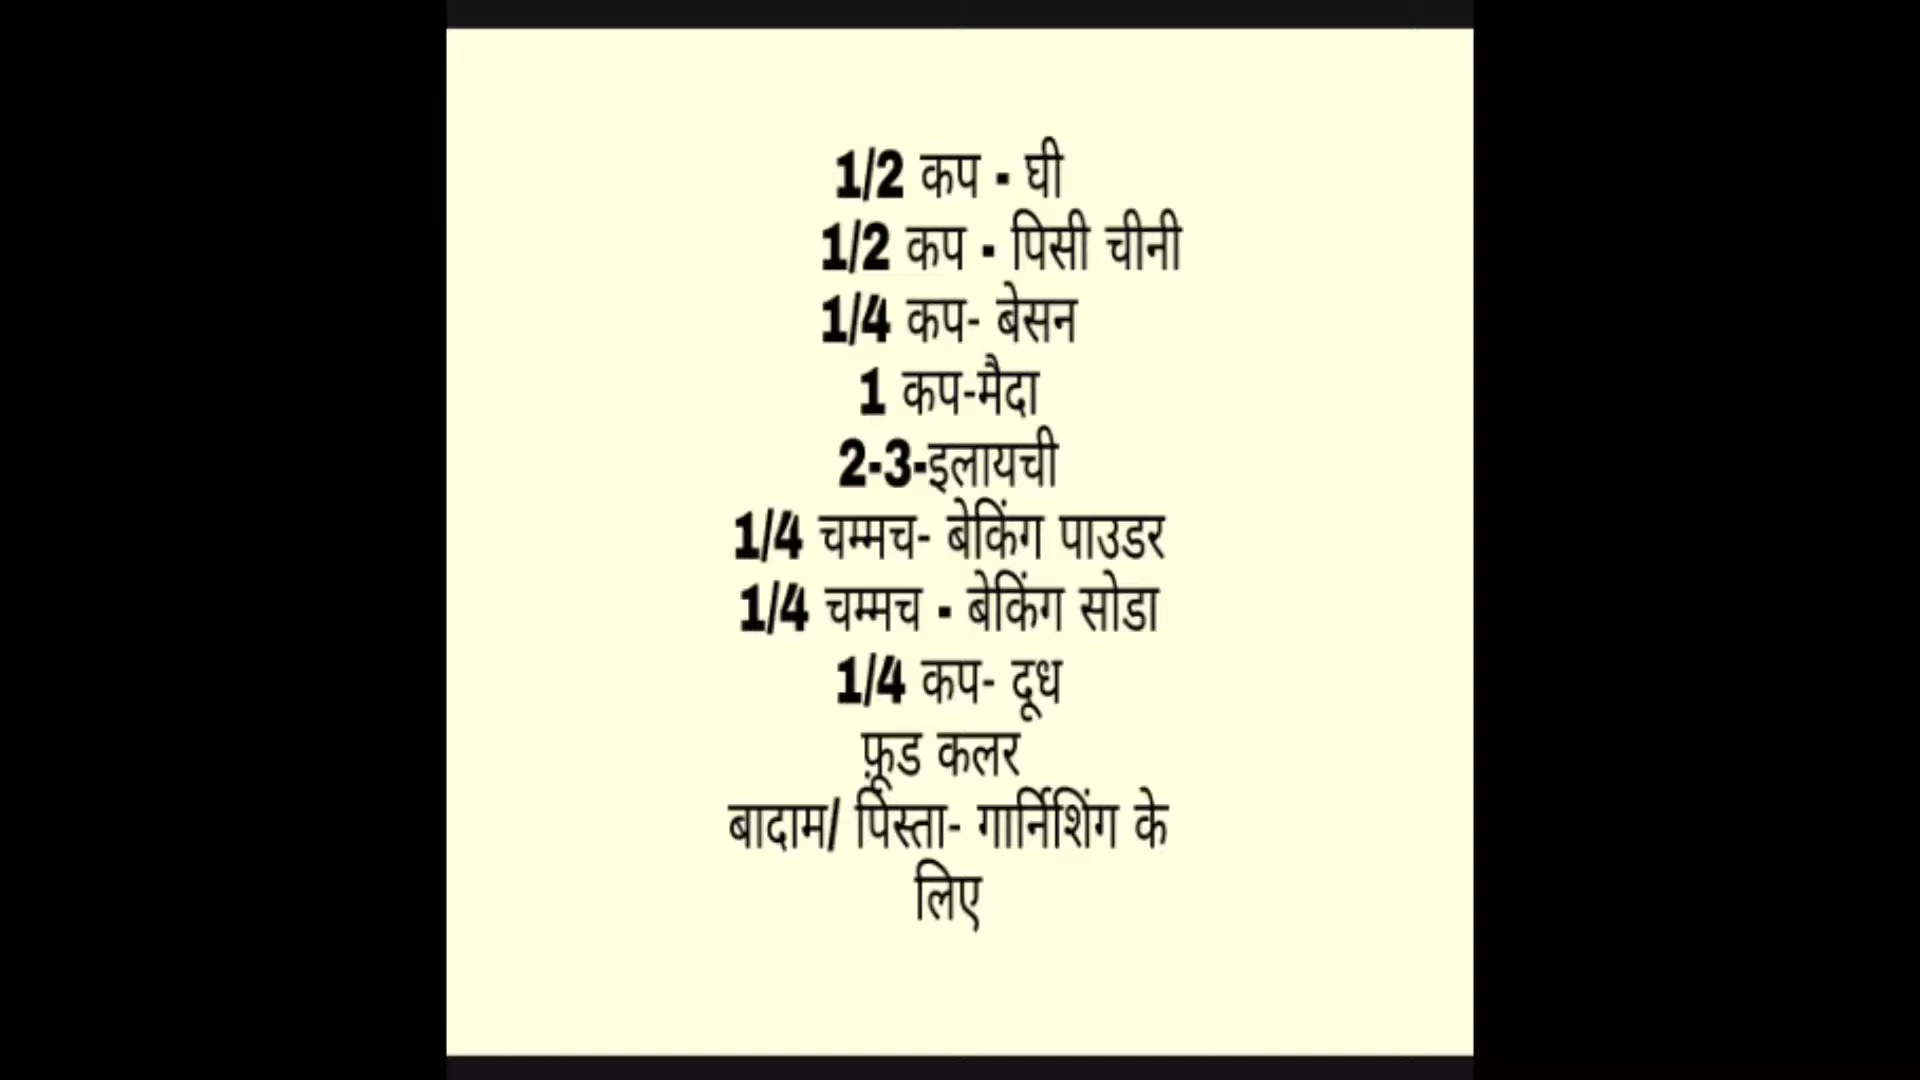 1/2 कप - घी
1/2 कप - पिसी चीनी
1/4 कप- बेसन
1 कप-मैदा
2-3-इलायची
1/4 चम्मच- बेकिंग पाउडर
1/4 चम्मच - बेकिंग सोडा
1/4 कप- दूध
फ़ूड कलर
बादाम/ पिस्ता- गार्निशिंग के
लिए